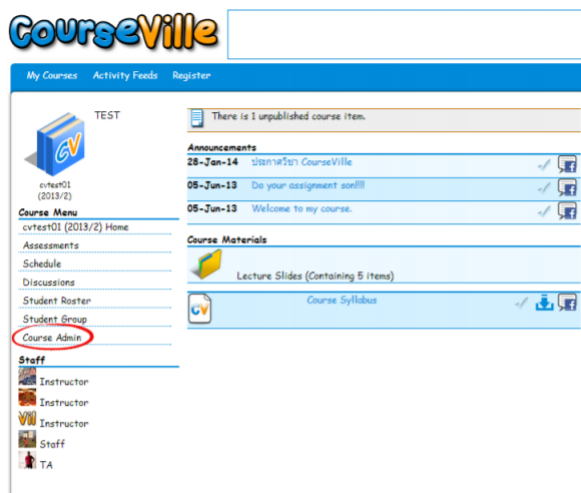 CourseVille
My Courses Activity Feeds Register
TEST
CV
cvtest01
(2013/2)
Course Menu
cvtest01 (2013/2) Home
Assessments
Schedule
Discussions
Student Roster
Student Group
Course Admin
Staff
Instructor
Instructor
Vil Instructor
Staff
TA
There is 1 unpublished course item.
Announcements
28-Jan-14 ประกาศวิชา CourseVille
05-Jun-13 Do your assignment son!!!!
05-Jun-13 Welcome to my course.
Course Materials
Lecture Slides (Containing 5 items)
CV Course Syllabus